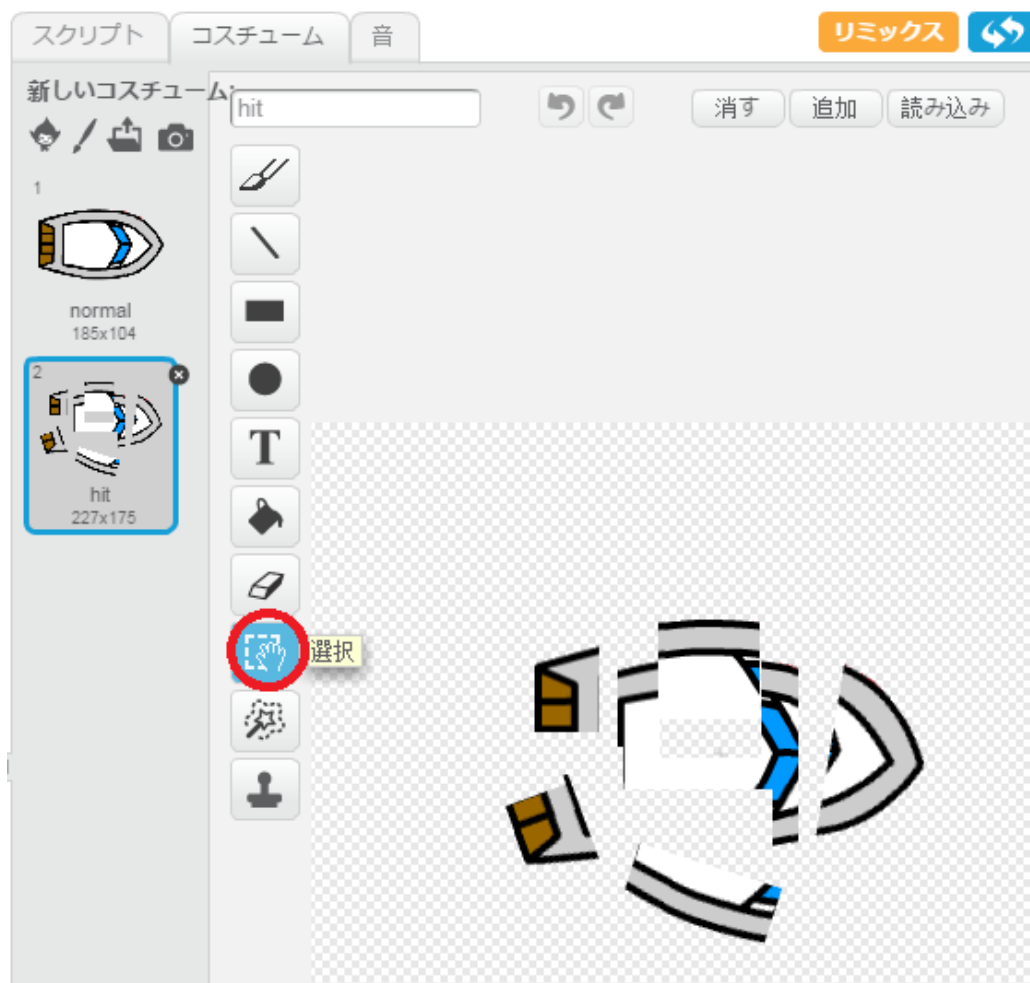 スクリプト
コスチューム
音
リミックス
新しいコスチューム:
hit
消す
追加
読み込み
1
normal
185x104
2
hit
227x175
T
選択